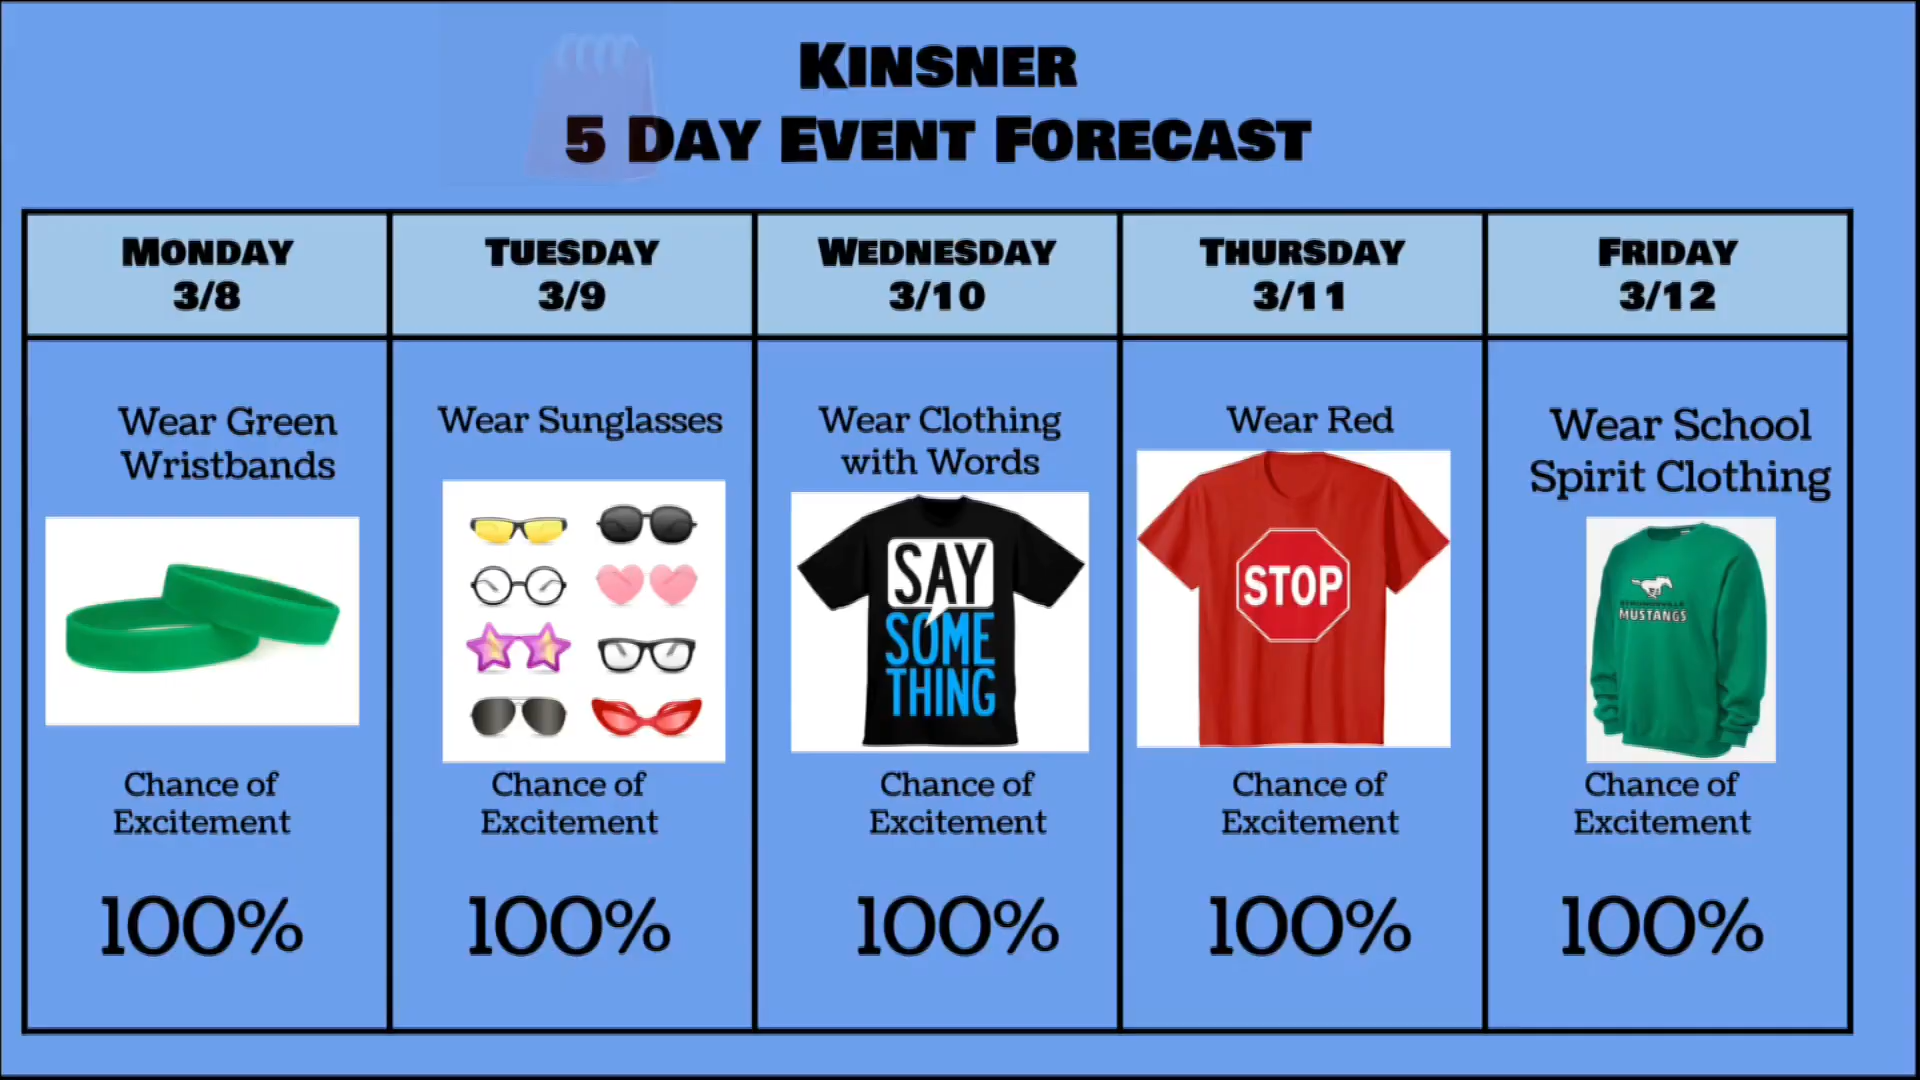 KINSNER
5 DAY EVENT FORECAST
MONDAY
3/8
TUESDAY
3/9
WEDNESDAY
3/10
THURSDAY
3/11
FRIDAY
3/12
Wear Green
Wristbands
Wear Sunglasses
Wear Clothing
with Words
SAY
SOME
THING
Wear Red
STOP
Wear School
Spirit Clothing
STRONGSVILLE
MUSTANGS
Chance of
Excitement
100%
Chance of
Excitement
100%
Chance of
Excitement
100%
Chance of
Excitement
100%
Chance of
Excitement
100%